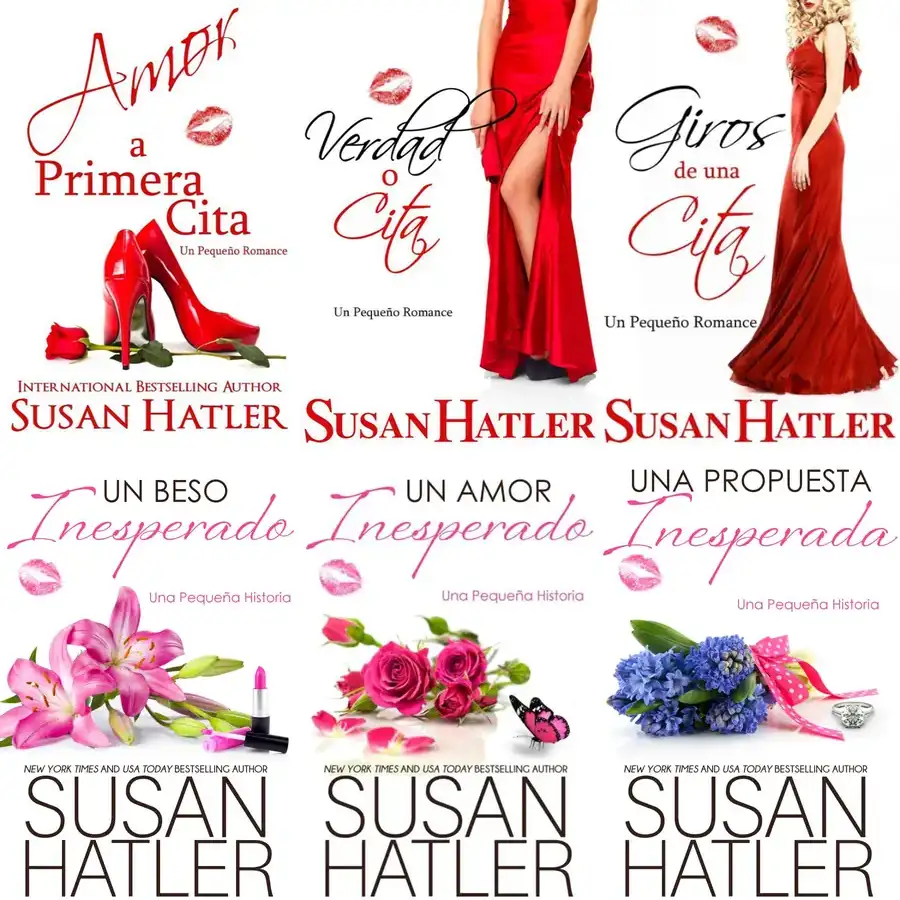 Amor
a
Primera
Cita
Un Pequeño Romance
INTERNATIONAL BESTSELLING AUTHOR
SUSAN HATLER
Verdad
o
Cita
Un Pequeño Romance
SUSAN HATLER
Giros
de una
Cita
Un Pequeño Romance
SUSAN HATLER
UN BESO
Inesperado
Una Pequeña Historia
NEW YORK TIMES AND USA TODAY BESTSELLING AUTHOR
SUSAN
HATLER
UN AMOR
Inesperado
Una Pequeña Historia
NEW YORK TIMES AND USA TODAY BESTSELLING AUTHOR
SUSAN
HATLER
UNA PROPUESTA
Inesperada
Una Pequeña Historia
NEW YORK TIMES AND USA TODAY BESTSELLING AUTHOR
SUSAN
HATLER